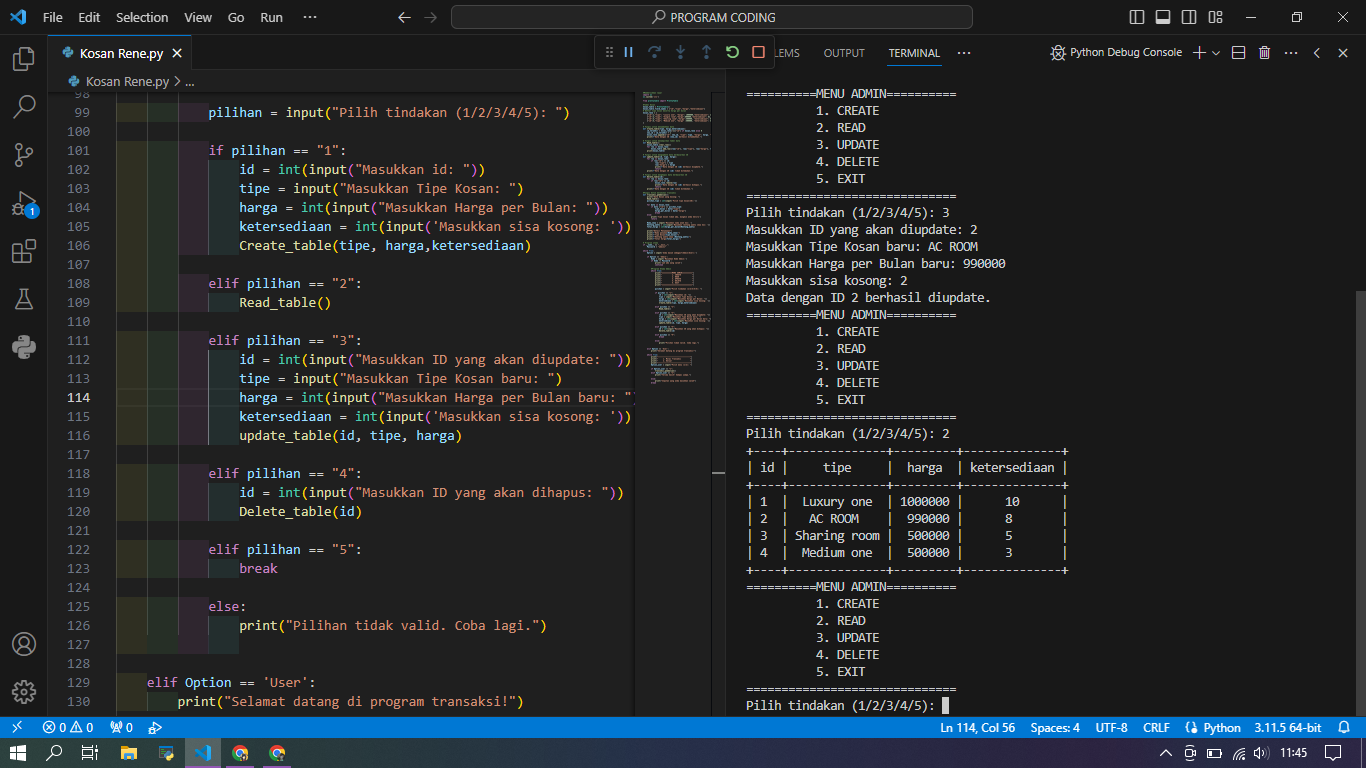 File Edit Selection View Go Run ···
PROGRAM CODING
Kosan Rene.py
LEMS OUTPUT TERMINAL ···
Python Debug Console
Kosan Rene.py > ...
98
99 pilihan = input("Pilih tindakan (1/2/3/4/5): ")
100
101 if pilihan == "1":
102 id = int(input("Masukkan id: "))
103 tipe = input("Masukkan Tipe Kosan: ")
104 harga = int(input("Masukkan Harga per Bulan: "))
105 ketersediaan = int(input('Masukkan sisa kosong: '))
106 Create_table(tipe, harga,ketersediaan)
107
108 elif pilihan == "2":
109 Read_table()
110
111 elif pilihan == "3":
112 id = int(input("Masukkan ID yang akan diupdate: "))
113 tipe = input("Masukkan Tipe Kosan baru: ")
114 harga = int(input("Masukkan Harga per Bulan baru: "
115 ketersediaan = int(input('Masukkan sisa kosong: '))
116 update_table(id, tipe, harga)
117
118 elif pilihan == "4":
119 id = int(input("Masukkan ID yang akan dihapus: "))
120 Delete_table(id)
121
122 elif pilihan == "5":
123 break
124
125 else:
126 print("Pilihan tidak valid. Coba lagi.")
127
128
129 elif Option == 'User':
130 print("Selamat datang di program transaksi!")
==========MENU ADMIN==========
1. CREATE
2. READ
3. UPDATE
4. DELETE
5. EXIT
==============================
Pilih tindakan (1/2/3/4/5): 3
Masukkan ID yang akan diupdate: 2
Masukkan Tipe Kosan baru: AC ROOM
Masukkan Harga per Bulan baru: 990000
Masukkan sisa kosong: 2
Data dengan ID 2 berhasil diupdate.
==========MENU ADMIN==========
1. CREATE
2. READ
3. UPDATE
4. DELETE
5. EXIT
==============================
Pilih tindakan (1/2/3/4/5): 2
+----+--------------+---------+--------------+
| id | tipe | harga | ketersediaan |
+----+--------------+---------+--------------+
| 1 | Luxury one | 1000000 | 10 |
| 2 | AC ROOM | 990000 | 8 |
| 3 | Sharing room | 500000 | 5 |
| 4 | Medium one | 500000 | 3 |
+----+--------------+---------+--------------+
==========MENU ADMIN==========
1. CREATE
2. READ
3. UPDATE
4. DELETE
5. EXIT
==============================
Pilih tindakan (1/2/3/4/5):
1
0 0 0
Ln 114, Col 56 Spaces: 4 UTF-8 CRLF Python 3.11.5 64-bit
11:45